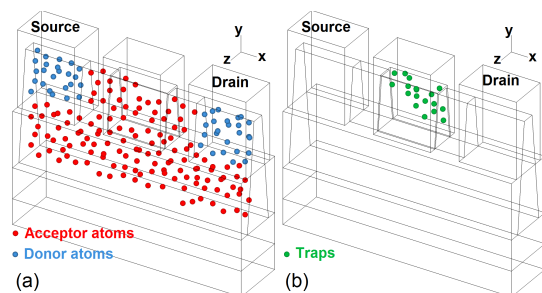 Source
y
z x
Drain
Acceptor atoms
Donor atoms
(a)
Source
y
z x
Drain
Traps
(b)